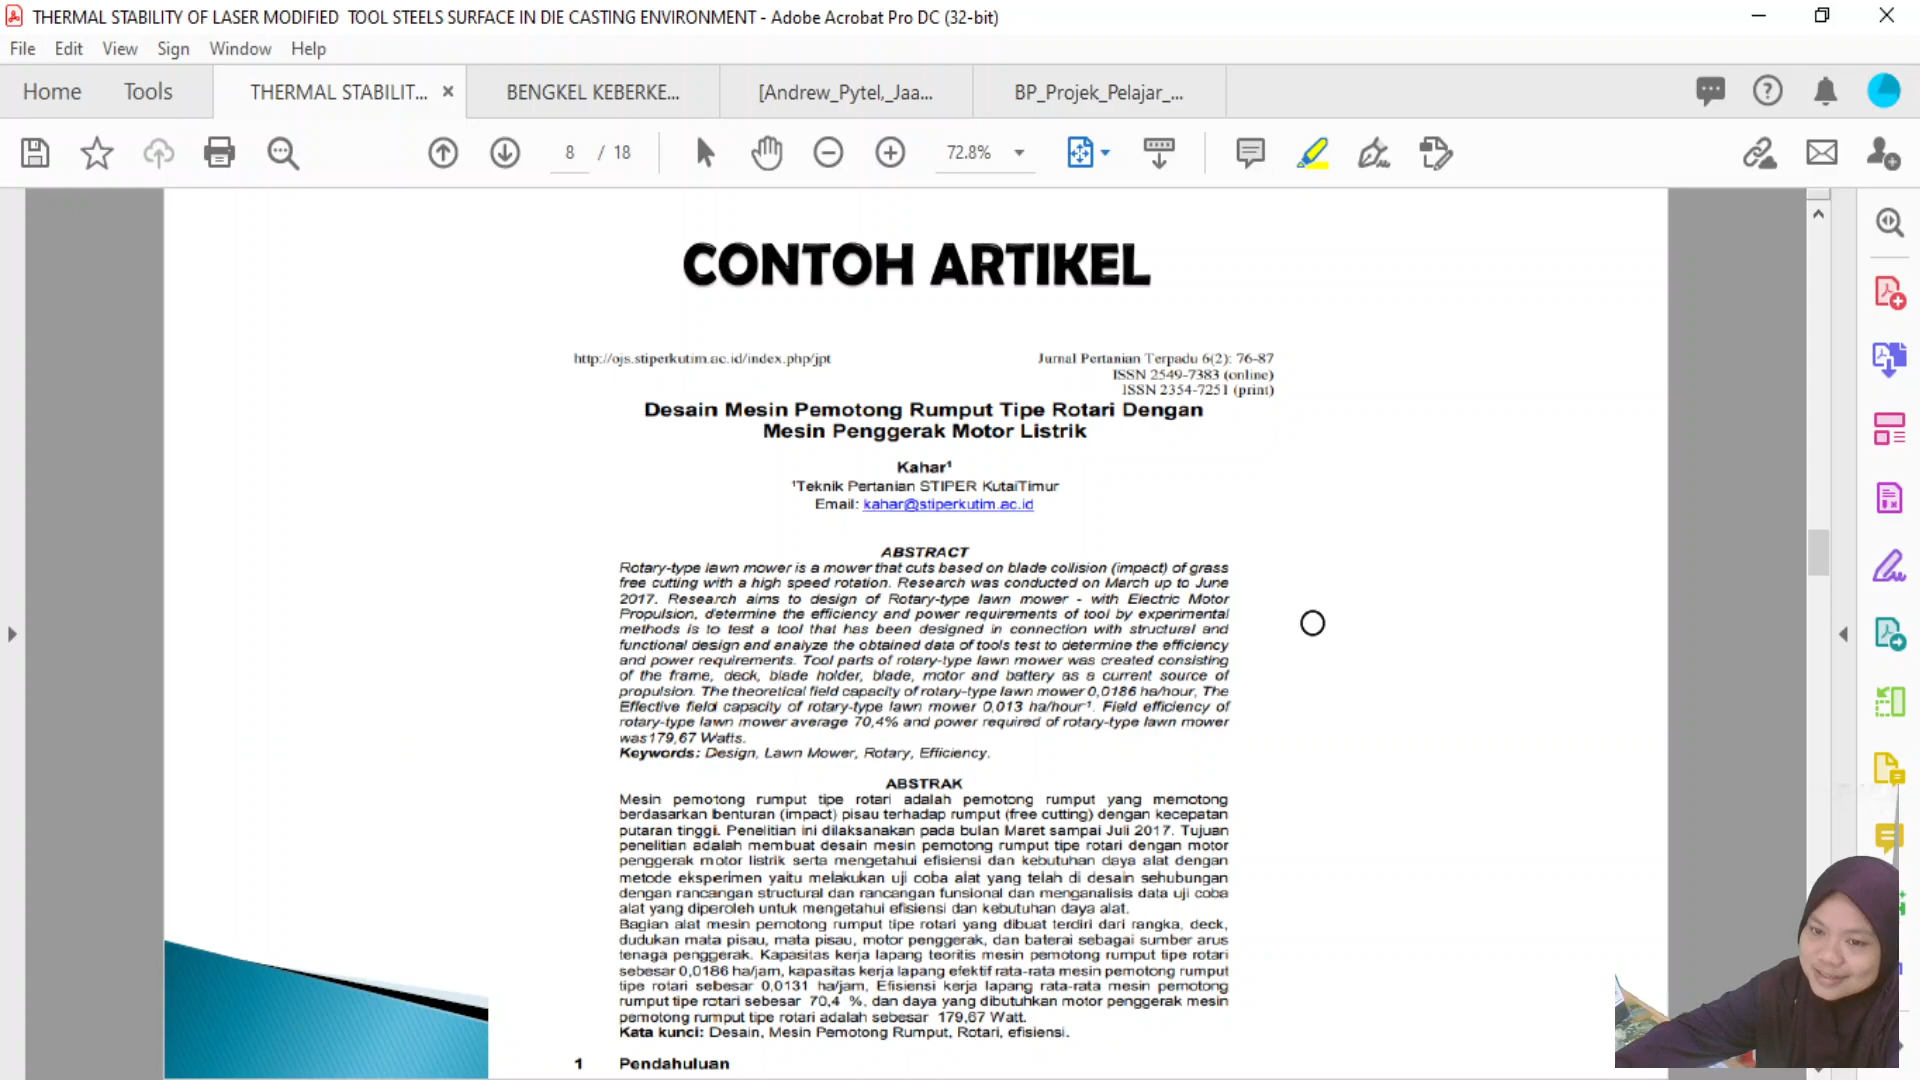 THERMAL STABILITY OF LASER MODIFIED TOOL STEELS SURFACE IN DIE CASTING ENVIRONMENT - Adobe Acrobat Pro DC (32-bit)
File Edit View Sign Window Help
Home Tools THERMAL STABILIT... × BENGKEL KEBERKE... [Andrew_Pytel,_Jaa... BP_Projek_Pelajar_...
8 / 18 72.8%
CONTOH ARTIKEL
http://ojs.stiperkutim.ac.id/index.php/jpt Jurnal Pertanian Terpadu 6(2): 76-87
ISSN 2549-7383 (online)
ISSN 2354-7251 (print)
Desain Mesin Pemotong Rumput Tipe Rotari Dengan
Mesin Penggerak Motor Listrik
Kahar¹
¹Teknik Pertanian STIPER KutaiTimur
Email: kahar@stiperkutim.ac.id
ABSTRACT
Rotary-type lawn mower is a mower that cuts based on blade collision (impact) of grass
free cutting with a high speed rotation. Research was conducted on March up to June
2017. Research aims to design of Rotary-type lawn mower - with Electric Motor
Propulsion, determine the efficiency and power requirements of tool by experimental
methods is to test a tool that has been designed in connection with structural and
functional design and analyze the obtained data of tools test to determine the efficiency
and power requirements. Tool parts of rotary-type lawn mower was created consisting
of the frame, deck, blade holder, blade, motor and battery as a current source of
propulsion. The theoretical field capacity of rotary-type lawn mower 0,0186 ha/hour, The
Effective field capacity of rotary-type lawn mower 0,013 ha/hour-¹. Field efficiency of
rotary-type lawn mower average 70,4% and power required of rotary-type lawn mower
was179,67 Watts.
Keywords: Design, Lawn Mower, Rotary, Efficiency.
ABSTRAK
Mesin pemotong rumput tipe rotari adalah pemotong rumput yang memotong
berdasarkan benturan (impact) pisau terhadap rumput (free cutting) dengan kecepatan
putaran tinggi. Penelitian ini dilaksanakan pada bulan Maret sampai Juli 2017. Tujuan
penelitian adalah membuat desain mesin pemotong rumput tipe rotari dengan motor
penggerak motor listrik serta mengetahui efisiensi dan kebutuhan daya alat dengan
metode eksperimen yaitu melakukan uji coba alat yang telah di desain sehubungan
dengan rancangan structural dan rancangan funsional dan menganalisis data uji coba
alat yang diperoleh untuk mengetahui efisiensi dan kebutuhan daya alat.
Bagian alat mesin pemotong rumput tipe rotari yang dibuat terdiri dari rangka, deck,
dudukan mata pisau, mata pisau, motor penggerak, dan baterai sebagai sumber arus
tenaga penggerak. Kapasitas kerja lapang teoritis mesin pemotong rumput tipe rotari
sebesar 0,0186 ha/jam, kapasitas kerja lapang efektif rata-rata mesin pemotong rumput
tipe rotari sebesar 0,0131 ha/jam, Efisiensi kerja lapang rata-rata mesin pemotong
rumput tipe rotari sebesar 70,4 %, dan daya yang dibutuhkan motor penggerak mesin
pemotong rumput tipe rotari adalah sebesar 179,67 Watt.
Kata kunci: Desain, Mesin Pemotong Rumput, Rotari, efisiensi.
1 Pendahuluan